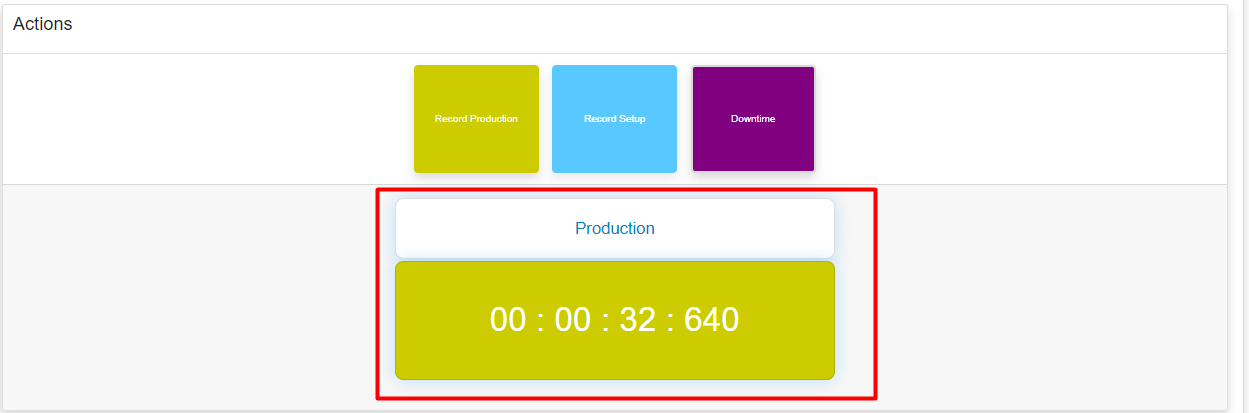 Actions
Record Production
Record Setup
Downtime
Production
00 : 00 : 32 : 640